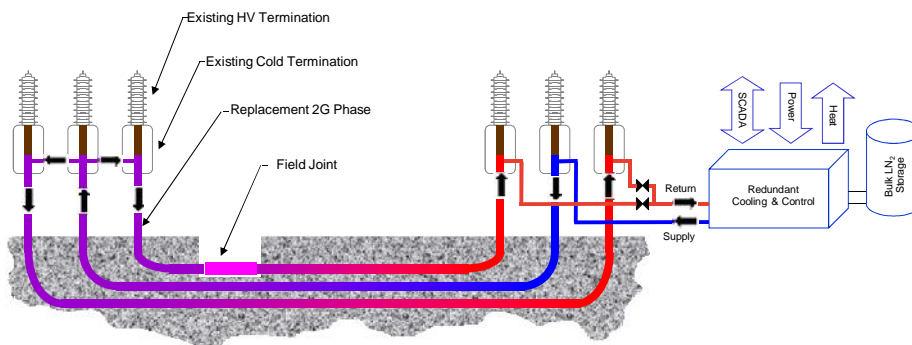 Existing HV Termination
Existing Cold Termination
Replacement 2G Phase
Field Joint
SCADA
Power
Heat
Return
Supply
Redundant
Cooling & Control
Bulk LN2
Storage